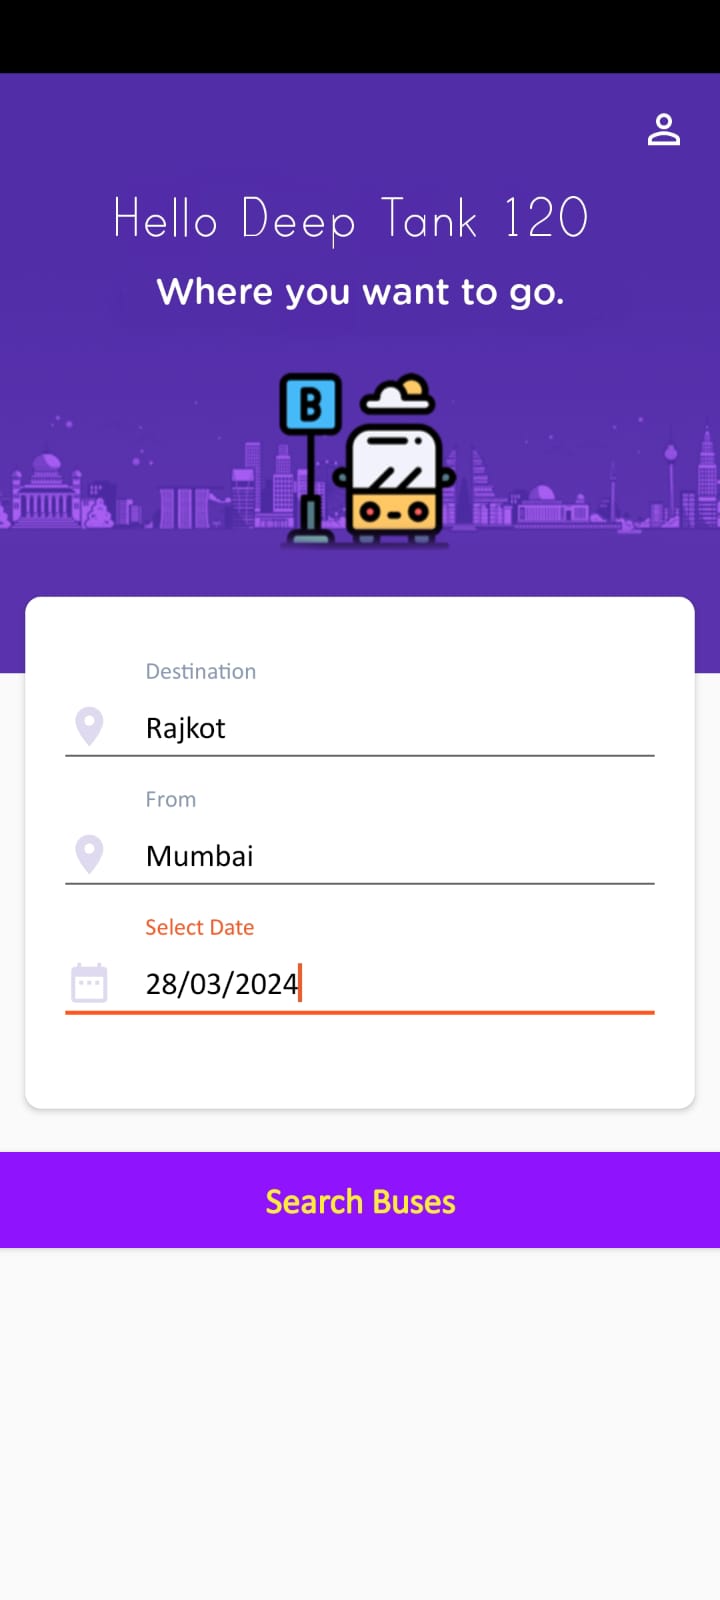 Hello Deep Tank 120
Where you want to go.
B
Destination
Rajkot
From
Mumbai
Select Date
28/03/2024
Search Buses